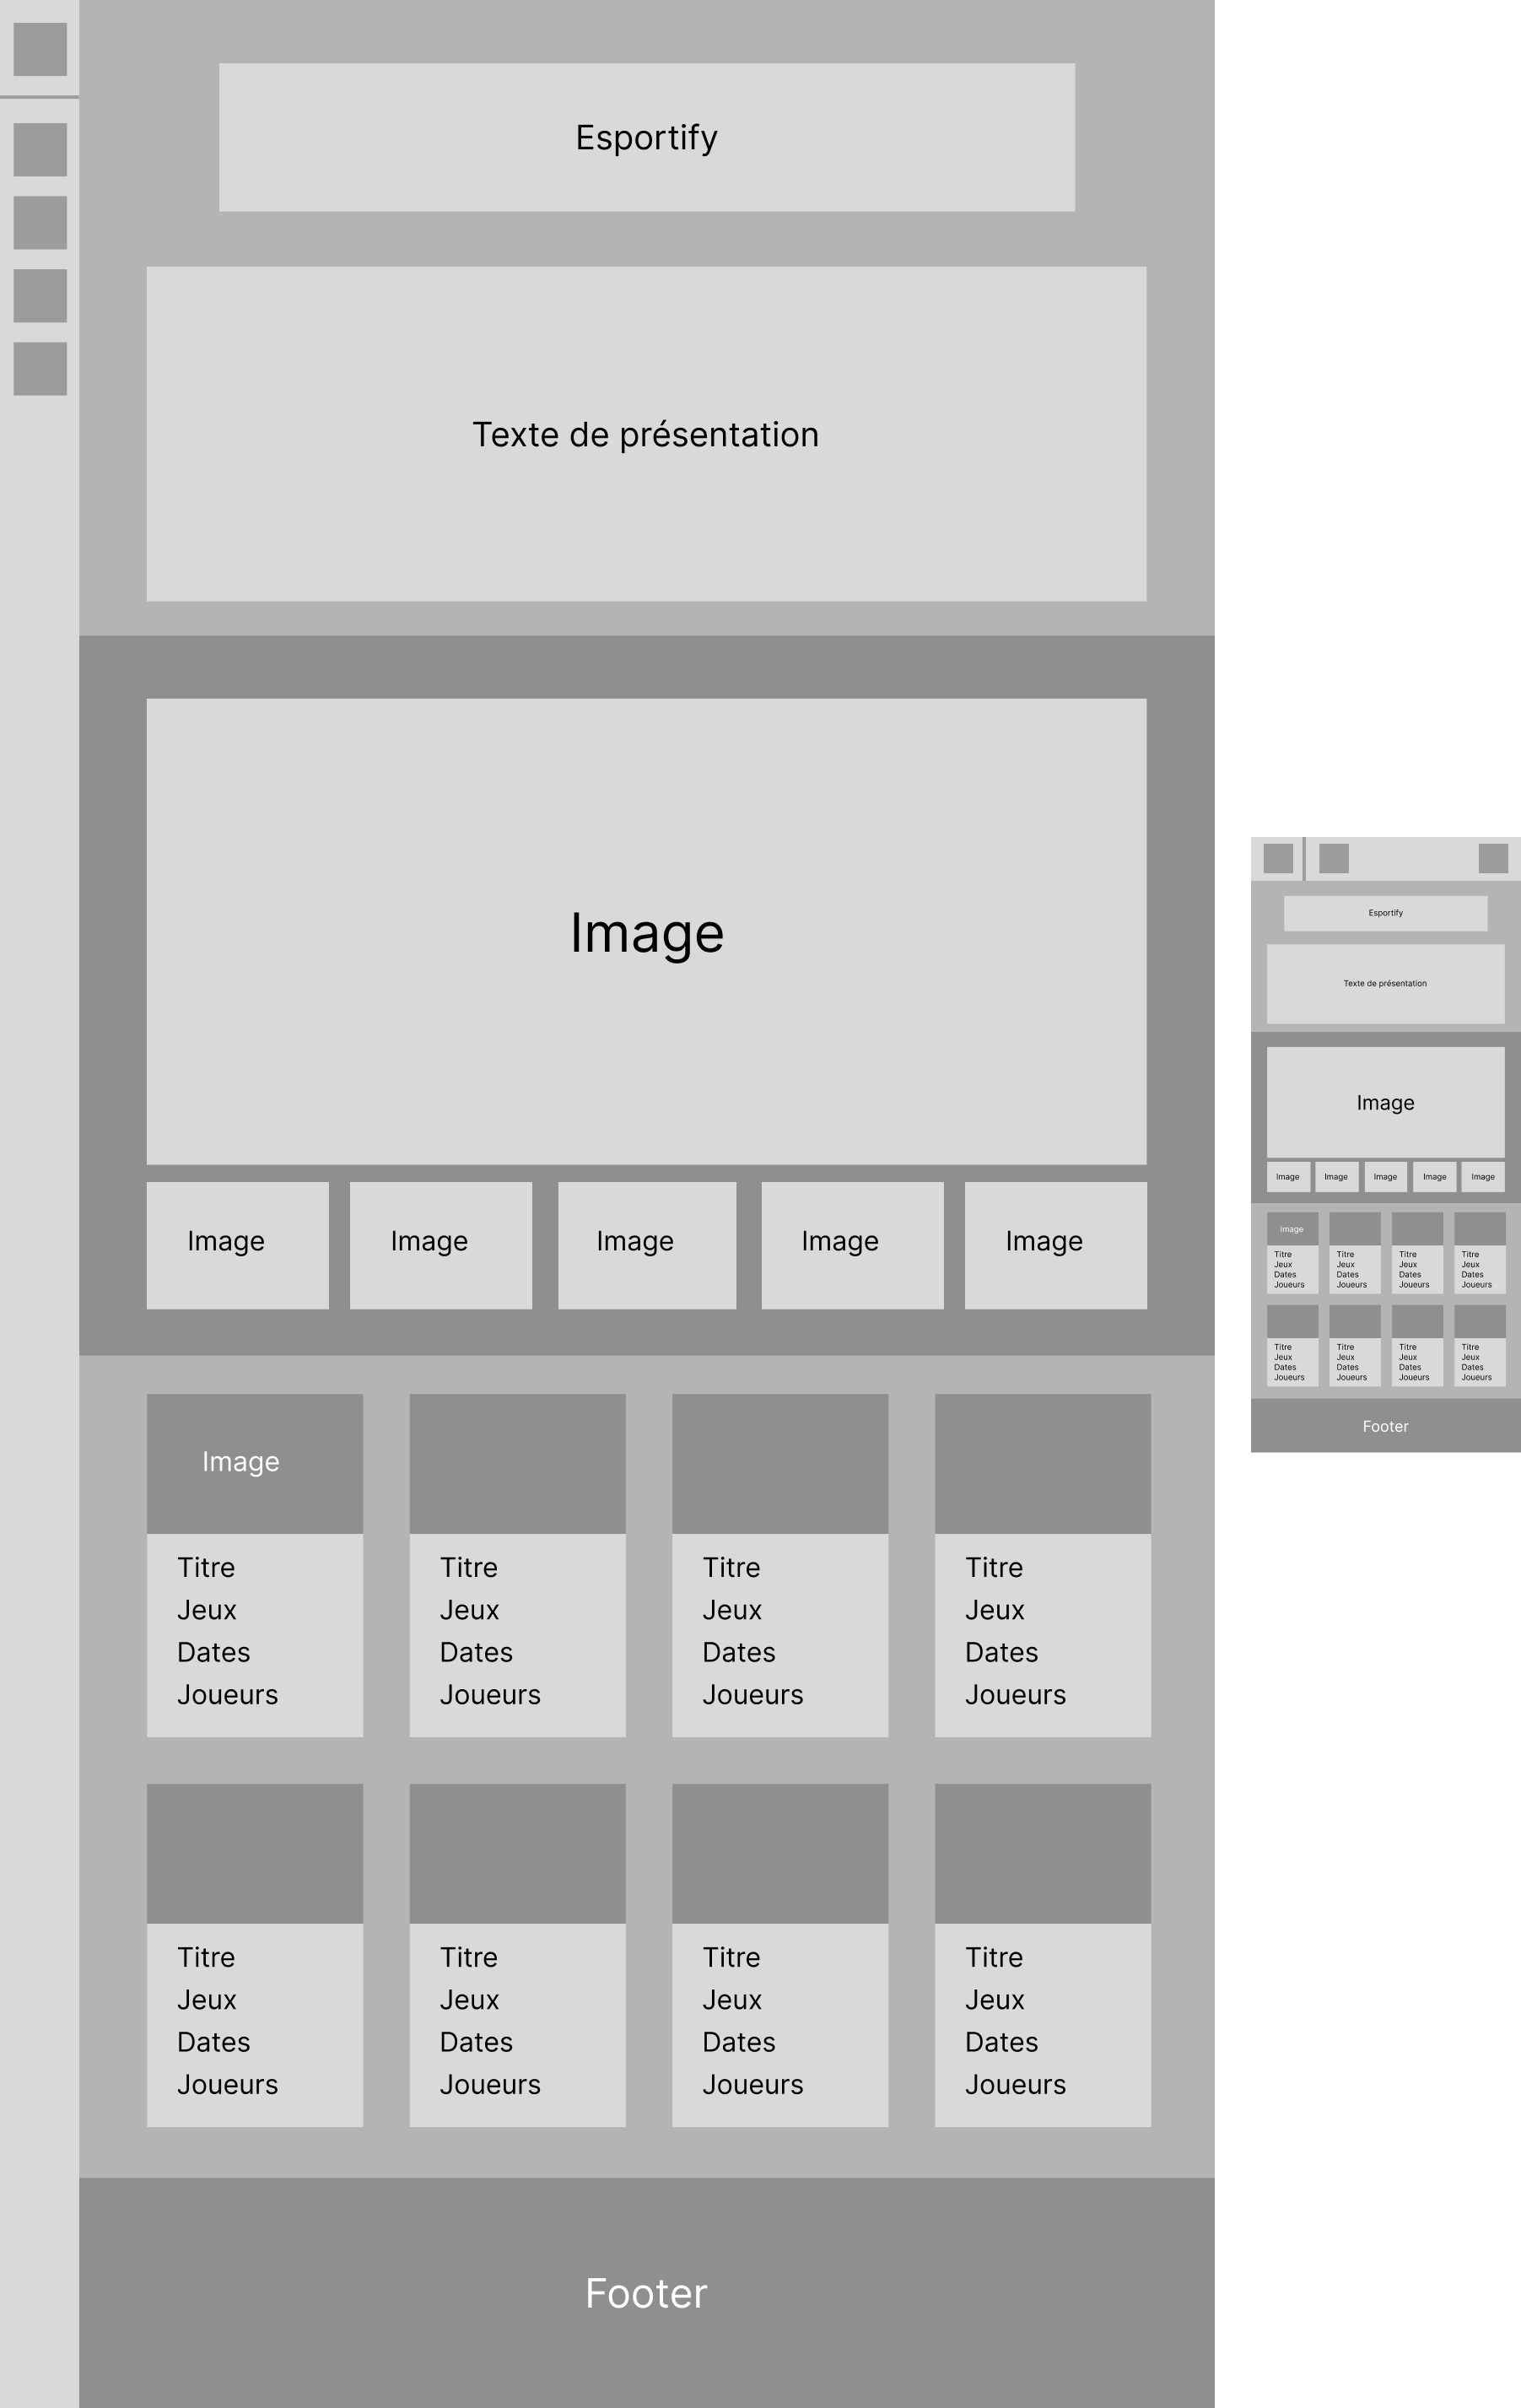 Esportify
Texte de présentation
Image
Image Image Image Image Image
Image
Titre Titre Titre Titre
Jeux Jeux Jeux Jeux
Dates Dates Dates Dates
Joueurs Joueurs Joueurs Joueurs
Titre Titre Titre Titre
Jeux Jeux Jeux Jeux
Dates Dates Dates Dates
Joueurs Joueurs Joueurs Joueurs
Footer
Esportify
Texte de présentation
Image
Image Image Image Image Image
Image
Titre Titre Titre Titre
Jeux Jeux Jeux Jeux
Dates Dates Dates Dates
Joueurs Joueurs Joueurs Joueurs
Titre Titre Titre Titre
Jeux Jeux Jeux Jeux
Dates Dates Dates Dates
Joueurs Joueurs Joueurs Joueurs
Footer